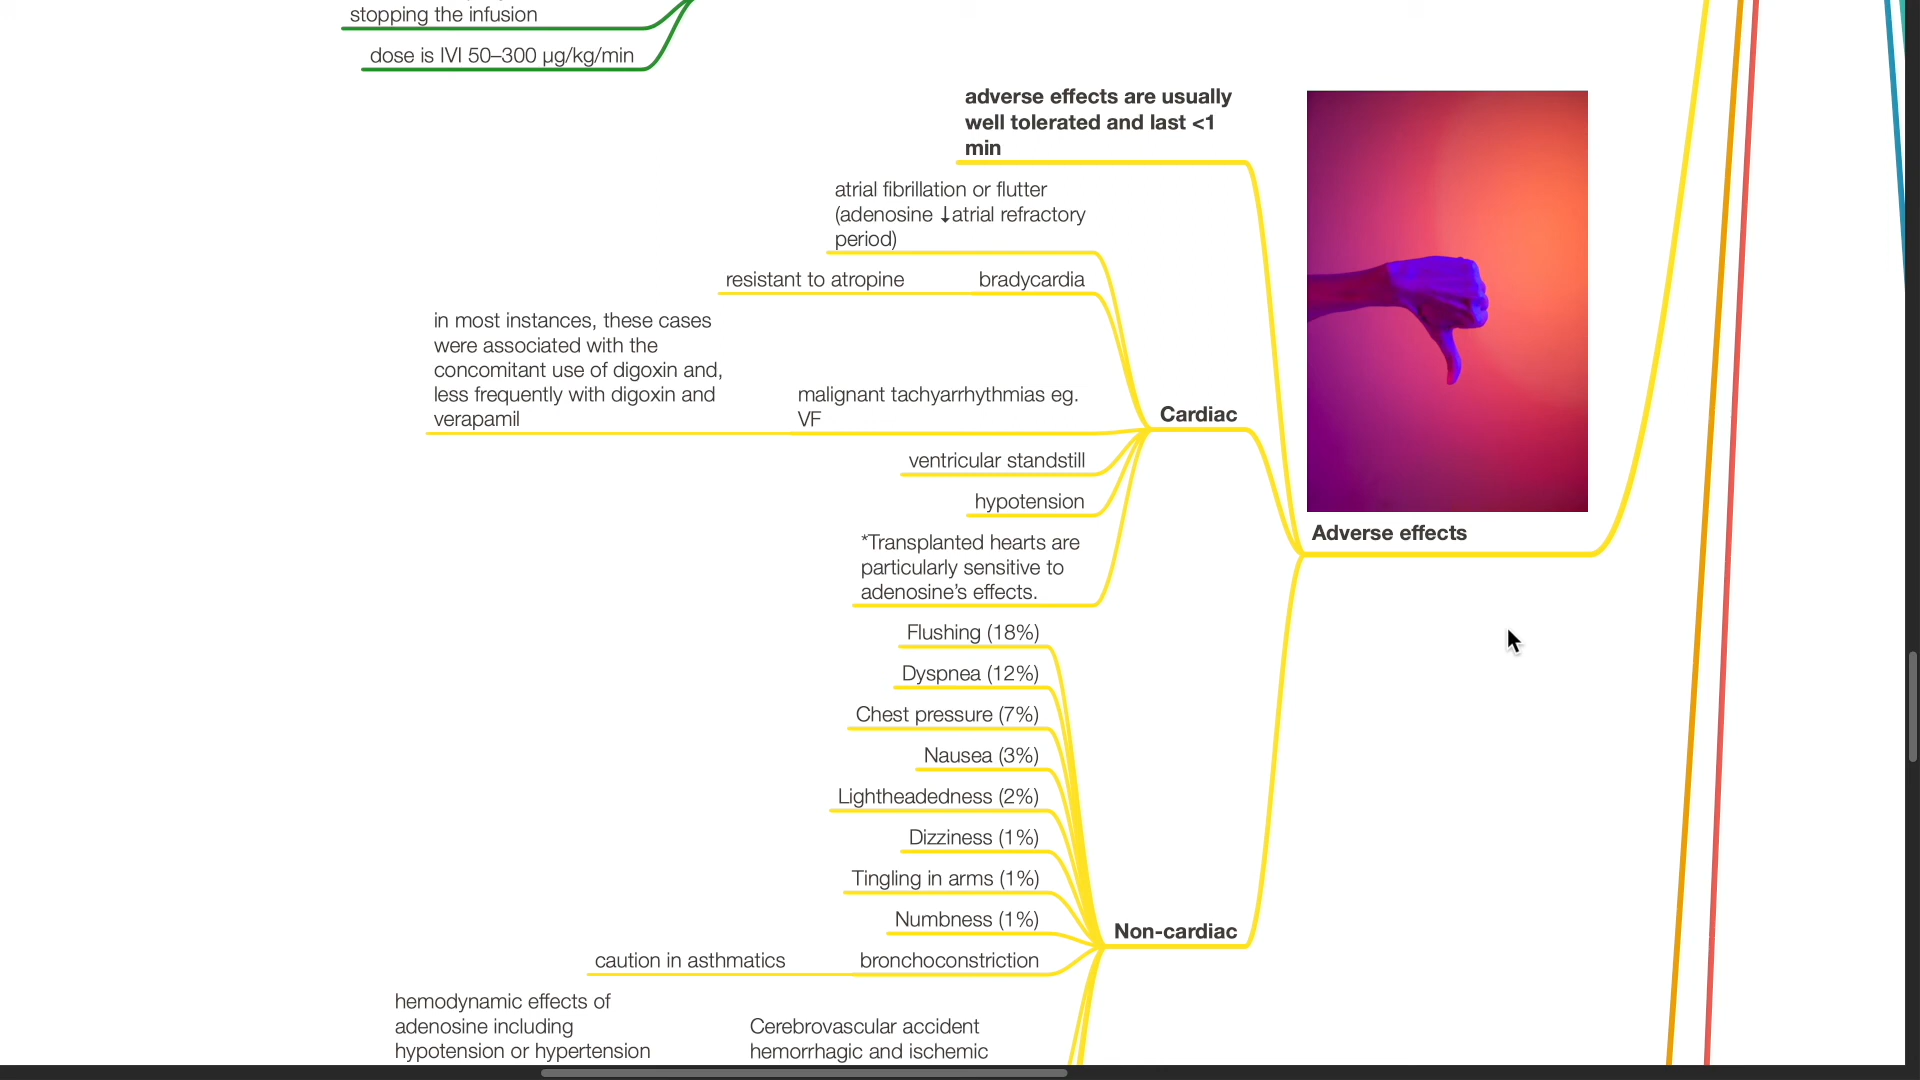 stopping the infusion
dose is IVI 50–300 µg/kg/min
adverse effects are usually
well tolerated and last <1
min
atrial fibrillation or flutter
(adenosine ↓atrial refractory
period)
resistant to atropine
bradycardia
in most instances, these cases
were associated with the
concomitant use of digoxin and,
less frequently with digoxin and
verapamil
malignant tachyarrhythmias eg.
VF
Cardiac
ventricular standstill
hypotension
*Transplanted hearts are
particularly sensitive to
adenosine’s effects.
Adverse effects
Flushing (18%)
Dyspnea (12%)
Chest pressure (7%)
Nausea (3%)
Lightheadedness (2%)
Dizziness (1%)
Tingling in arms (1%)
Numbness (1%)
Non-cardiac
caution in asthmatics
bronchoconstriction
hemodynamic effects of
adenosine including
hypotension or hypertension
Cerebrovascular accident
hemorrhagic and ischemic